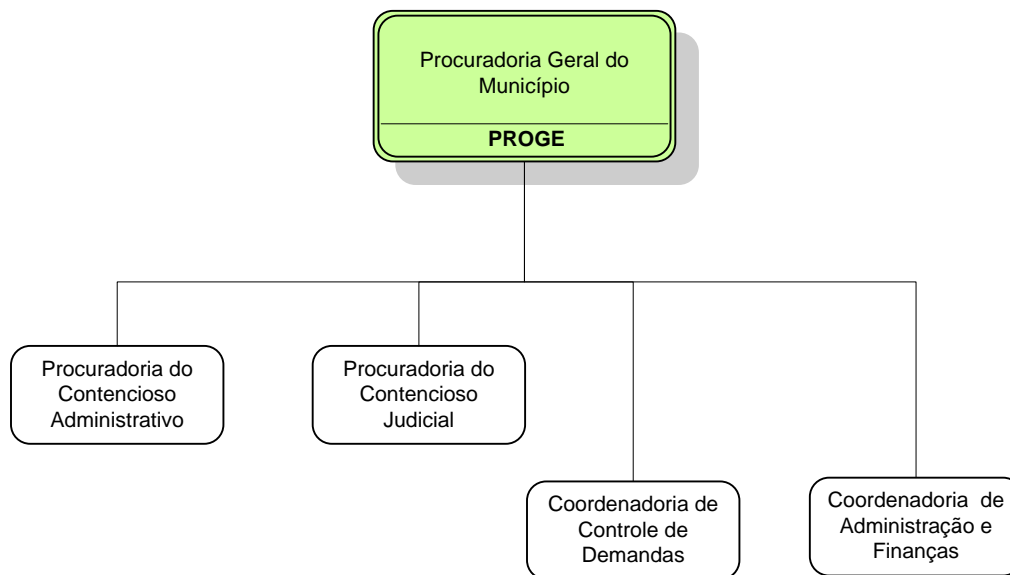 Procuradoria Geral do
Município
PROGE
Procuradoria do
Contencioso
Administrativo
Procuradoria do
Contencioso
Judicial
Coordenadoria de
Controle de
Demandas
Coordenadoria de
Administração e
Finanças